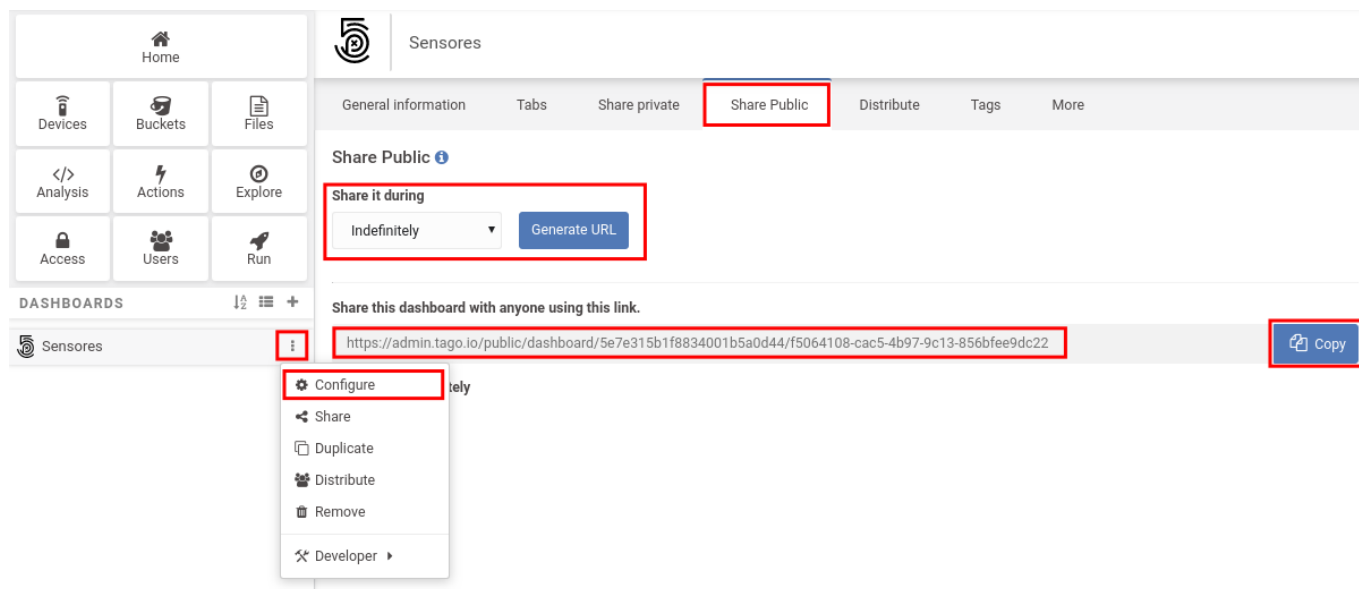 Home
Devices
Buckets
Files
Analysis
Actions
Explore
Access
Users
Run
DASHBOARDS
Sensores
Configure
Share
Duplicate
Distribute
Remove
Developer
Sensores
General information
Tabs
Share private
Share Public
Distribute
Tags
More
Share Public
Share it during
Indefinitely
Generate URL
Share this dashboard with anyone using this link.
https://admin.tago.io/public/dashboard/5e7e315b1f8834001b5a0d44/f5064108-cac5-4b97-9c13-856bfee9dc22
Copy
tely